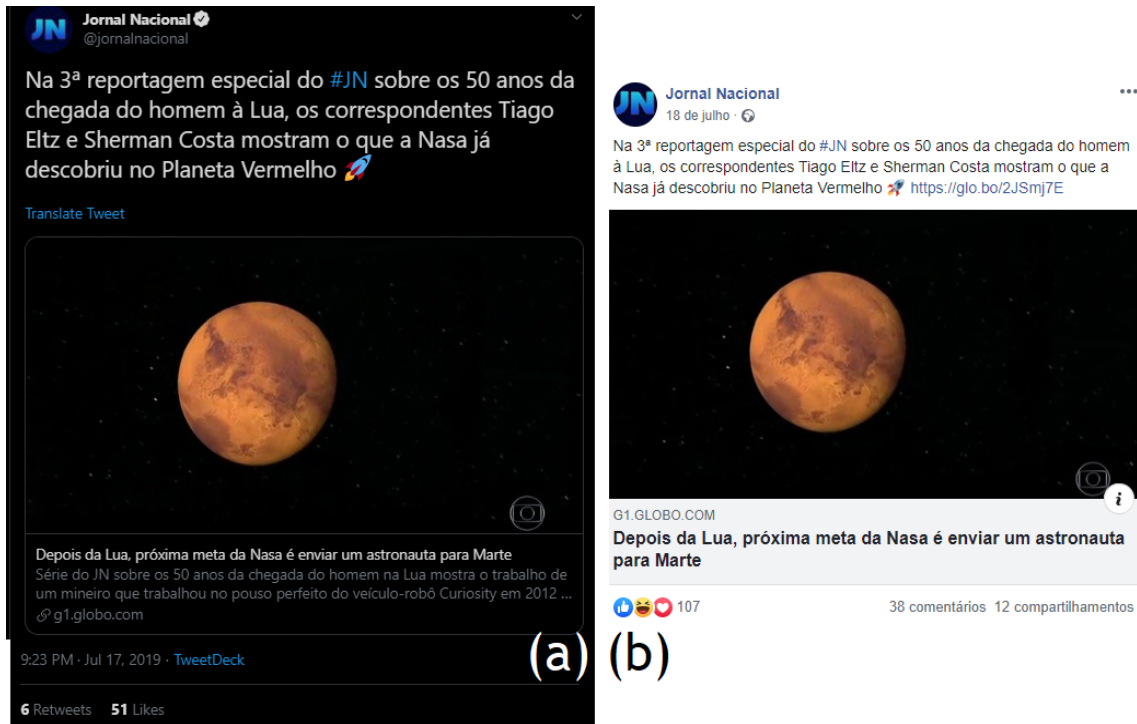 JN
Jornal Nacional
@jornalnacional
Na 3ª reportagem especial do #JN sobre os 50 anos da
chegada do homem à Lua, os correspondentes Tiago
Eltz e Sherman Costa mostram o que a Nasa já
descobriu no Planeta Vermelho 🚀
Translate Tweet
Depois da Lua, próxima meta da Nasa é enviar um astronauta para Marte
Série do JN sobre os 50 anos da chegada do homem na Lua mostra o trabalho de
um mineiro que trabalhou no pouso perfeito do veículo-robô Curiosity em 2012 ...
g1.globo.com
9:23 PM · Jul 17, 2019 · TweetDeck
6 Retweets 51 Likes
(a)
JN
Jornal Nacional
18 de julho ·
Na 3ª reportagem especial do #JN sobre os 50 anos da chegada do homem
à Lua, os correspondentes Tiago Eltz e Sherman Costa mostram o que a
Nasa já descobriu no Planeta Vermelho 🚀 https://glo.bo/2JSmj7E
i
G1.GLOBO.COM
Depois da Lua, próxima meta da Nasa é enviar um astronauta
para Marte
107 38 comentários 12 compartilhamentos
(b)